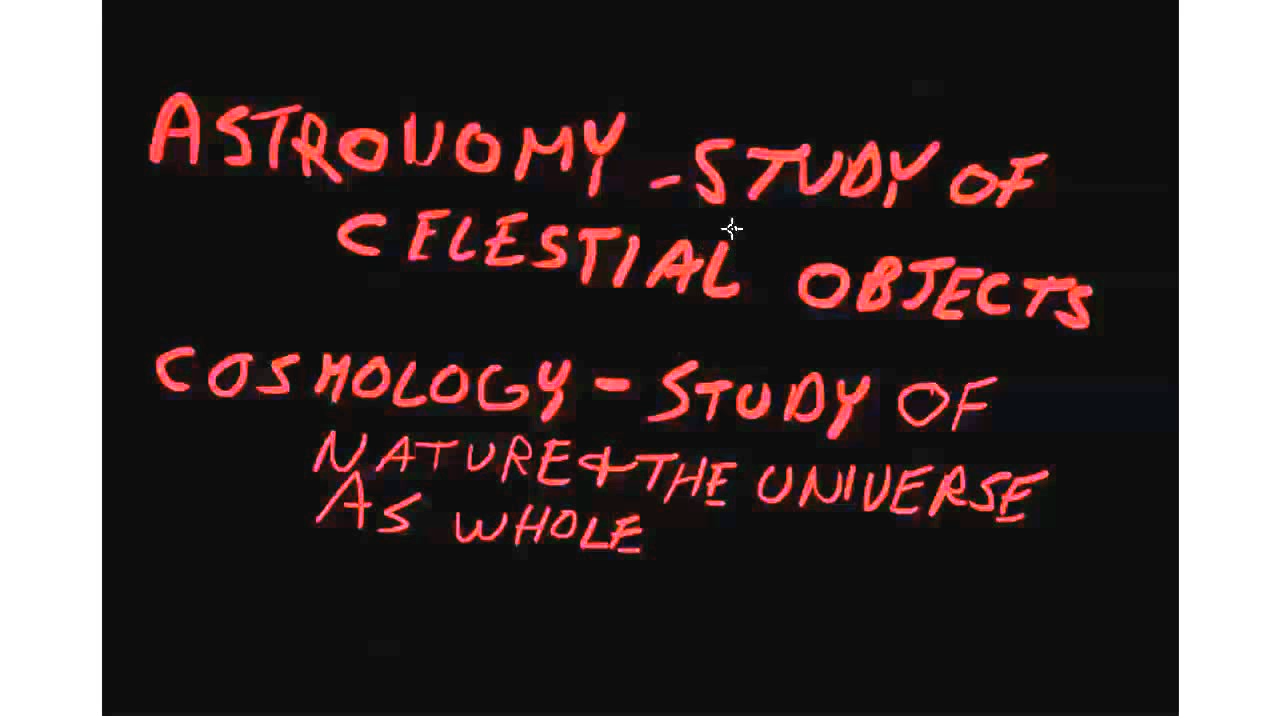 ASTRONOMY - STUDY OF
CELESTIAL OBJECTS
COSMOLOGY - STUDY OF
NATURE & THE UNIVERSE
AS WHOLE